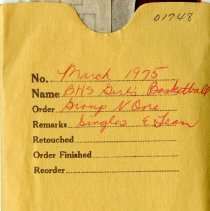 01748
No. March 1975
Name BHS Girls Basketball
Order Group N One
Remarks Singles & Team
Retouched
Order Finished
Reorder